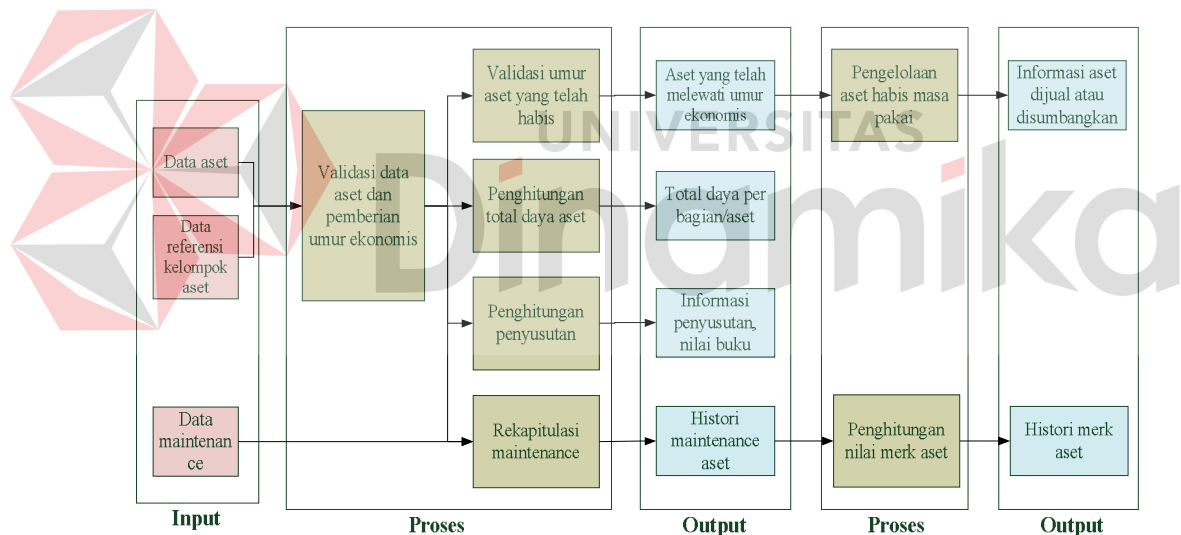 Data aset
Data
referensi
kelompok
aset
Data
maintenan
ce
Input
Validasi data
aset dan
pemberian
umur ekonomis
Validasi umur
aset yang telah
habis
Penghitungan
total daya aset
Penghitungan
penyusutan
Rekapitulasi
maintenance
Proses
Aset yang telah
melewati umur
ekonomis
Total daya per
bagian/aset
Informasi
penyusutan,
nilai buku
Histori
maintenance
aset
Output
Pengelolaan
aset habis masa
pakai
Penghitungan
nilai merk aset
Proses
Informasi aset
dijual atau
disumbangkan
Histori merk
aset
Output
UNIVERSITAS
Dinamika